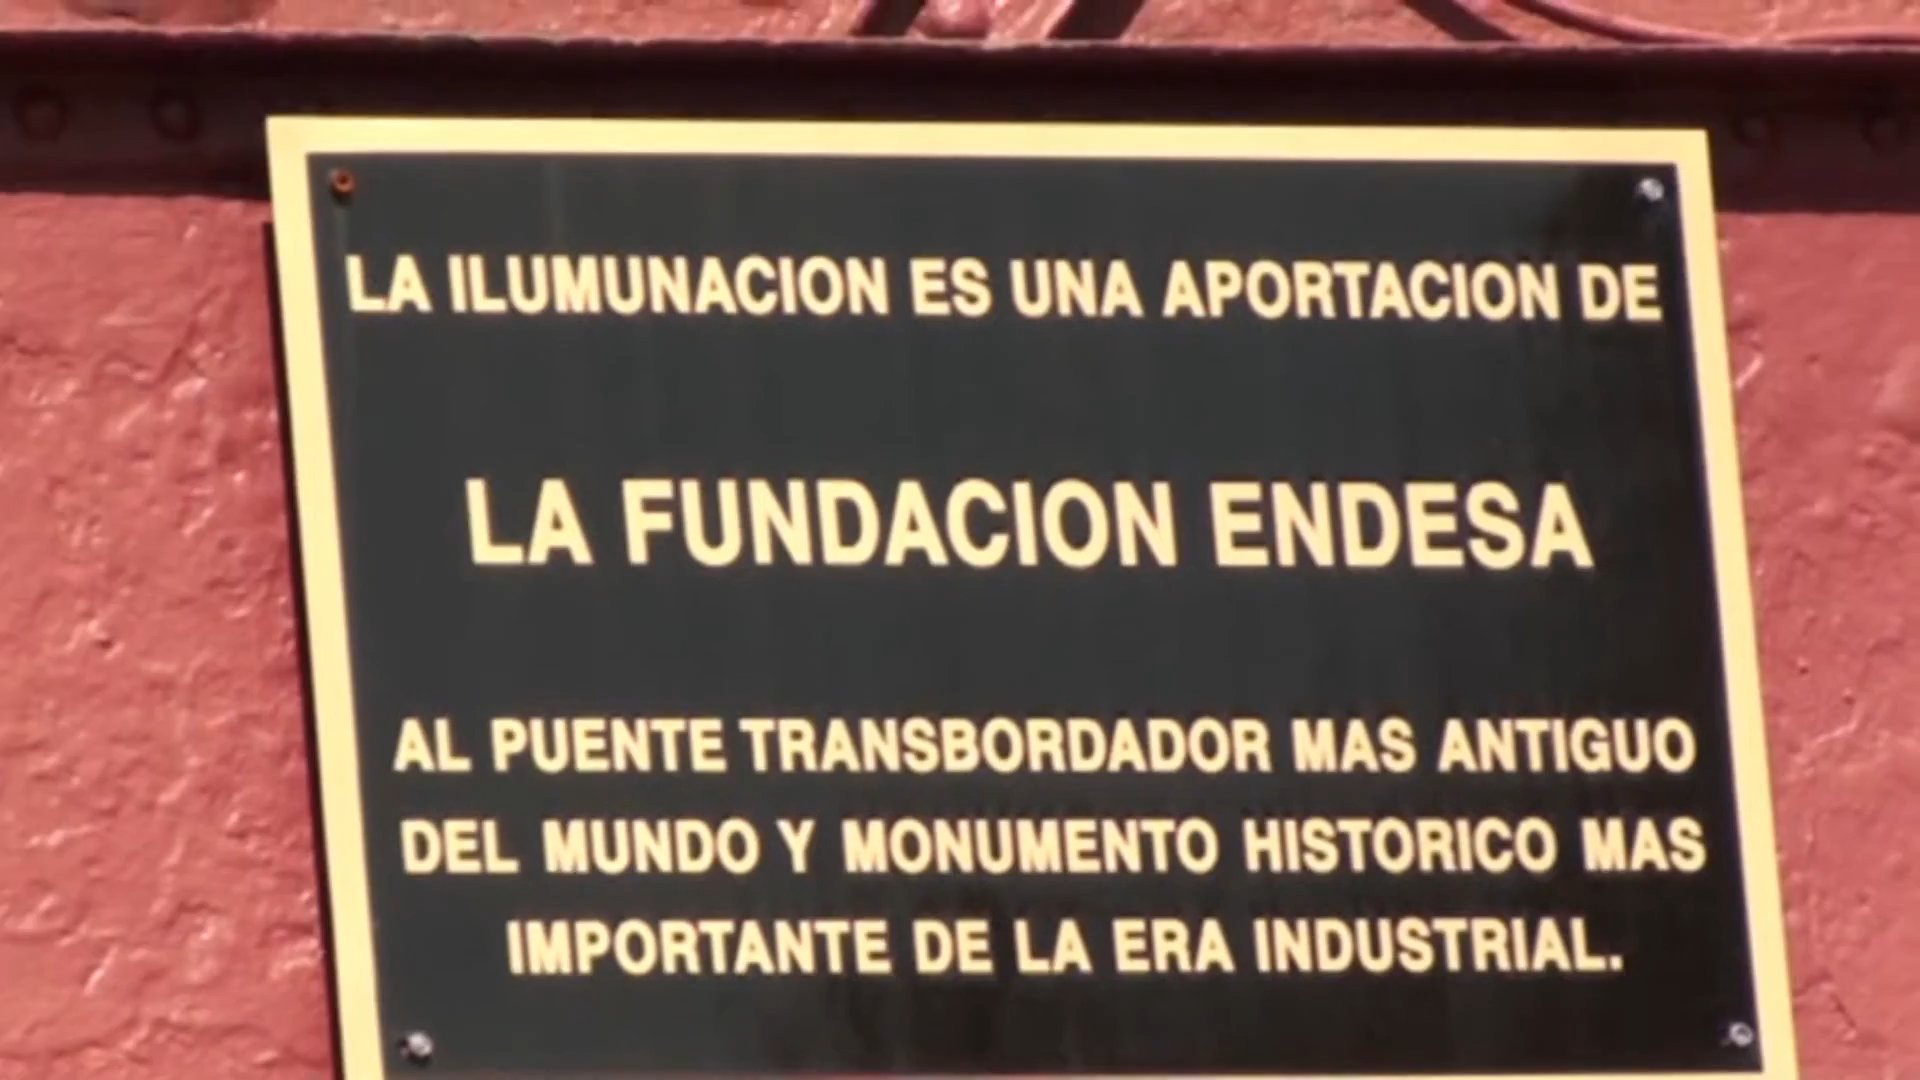 LA ILUMUNACION ES UNA APORTACION DE
LA FUNDACION ENDESA
AL PUENTE TRANSBORDADOR MAS ANTIGUO
DEL MUNDO Y MONUMENTO HISTORICO MAS
IMPORTANTE DE LA ERA INDUSTRIAL.